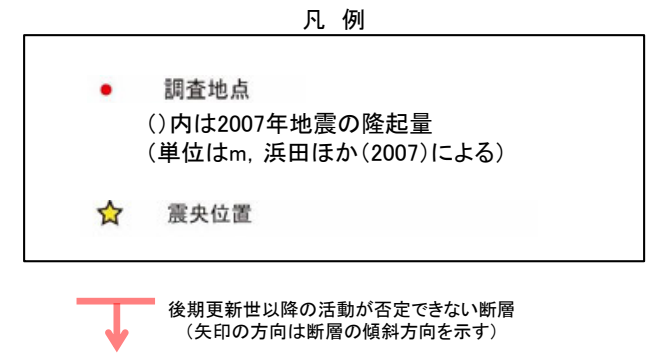 凡 例
調査地点
（）内は2007年地震の隆起量
（単位はm，浜田ほか（2007）による）
震央位置
後期更新世以降の活動が否定できない断層
（矢印の方向は断層の傾斜方向を示す）